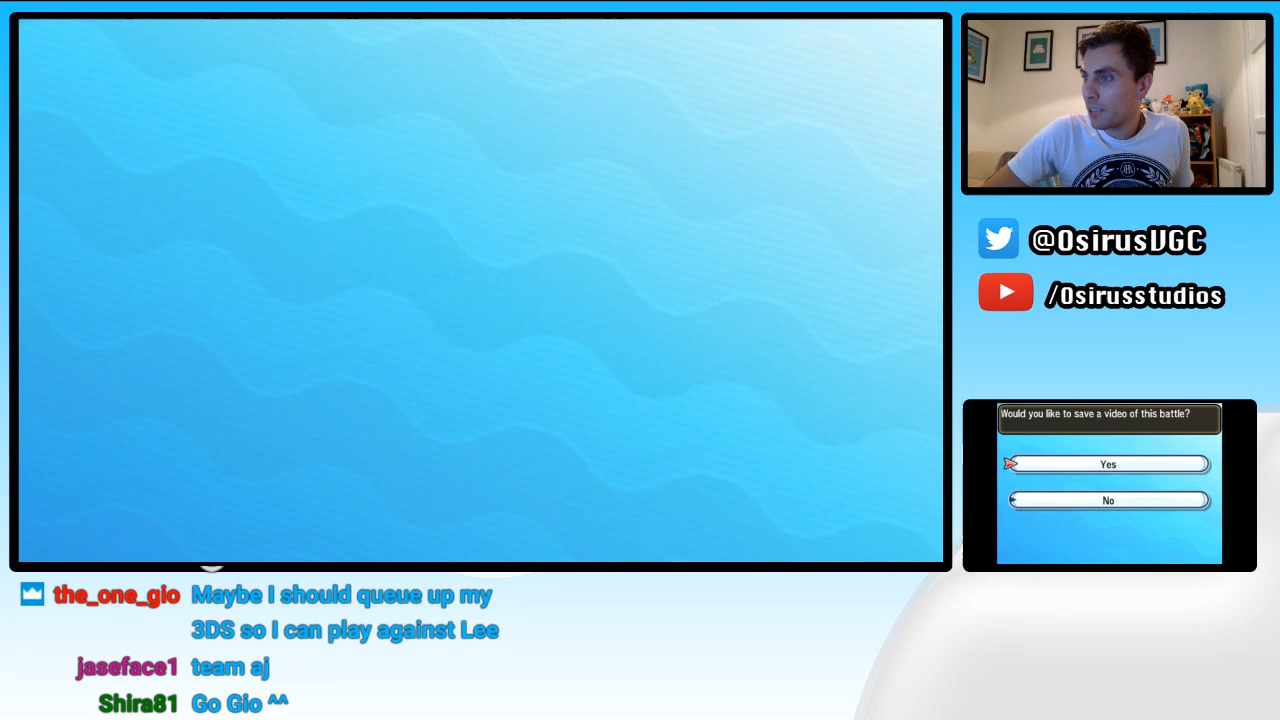 @OsirusVGC
/Osirusstudios
Would you like to save a video of this battle?
Yes
No
the_one_gio Maybe I should queue up my
3DS so I can play against Lee
jaseface1 team aj
Shira81 Go Gio ^^